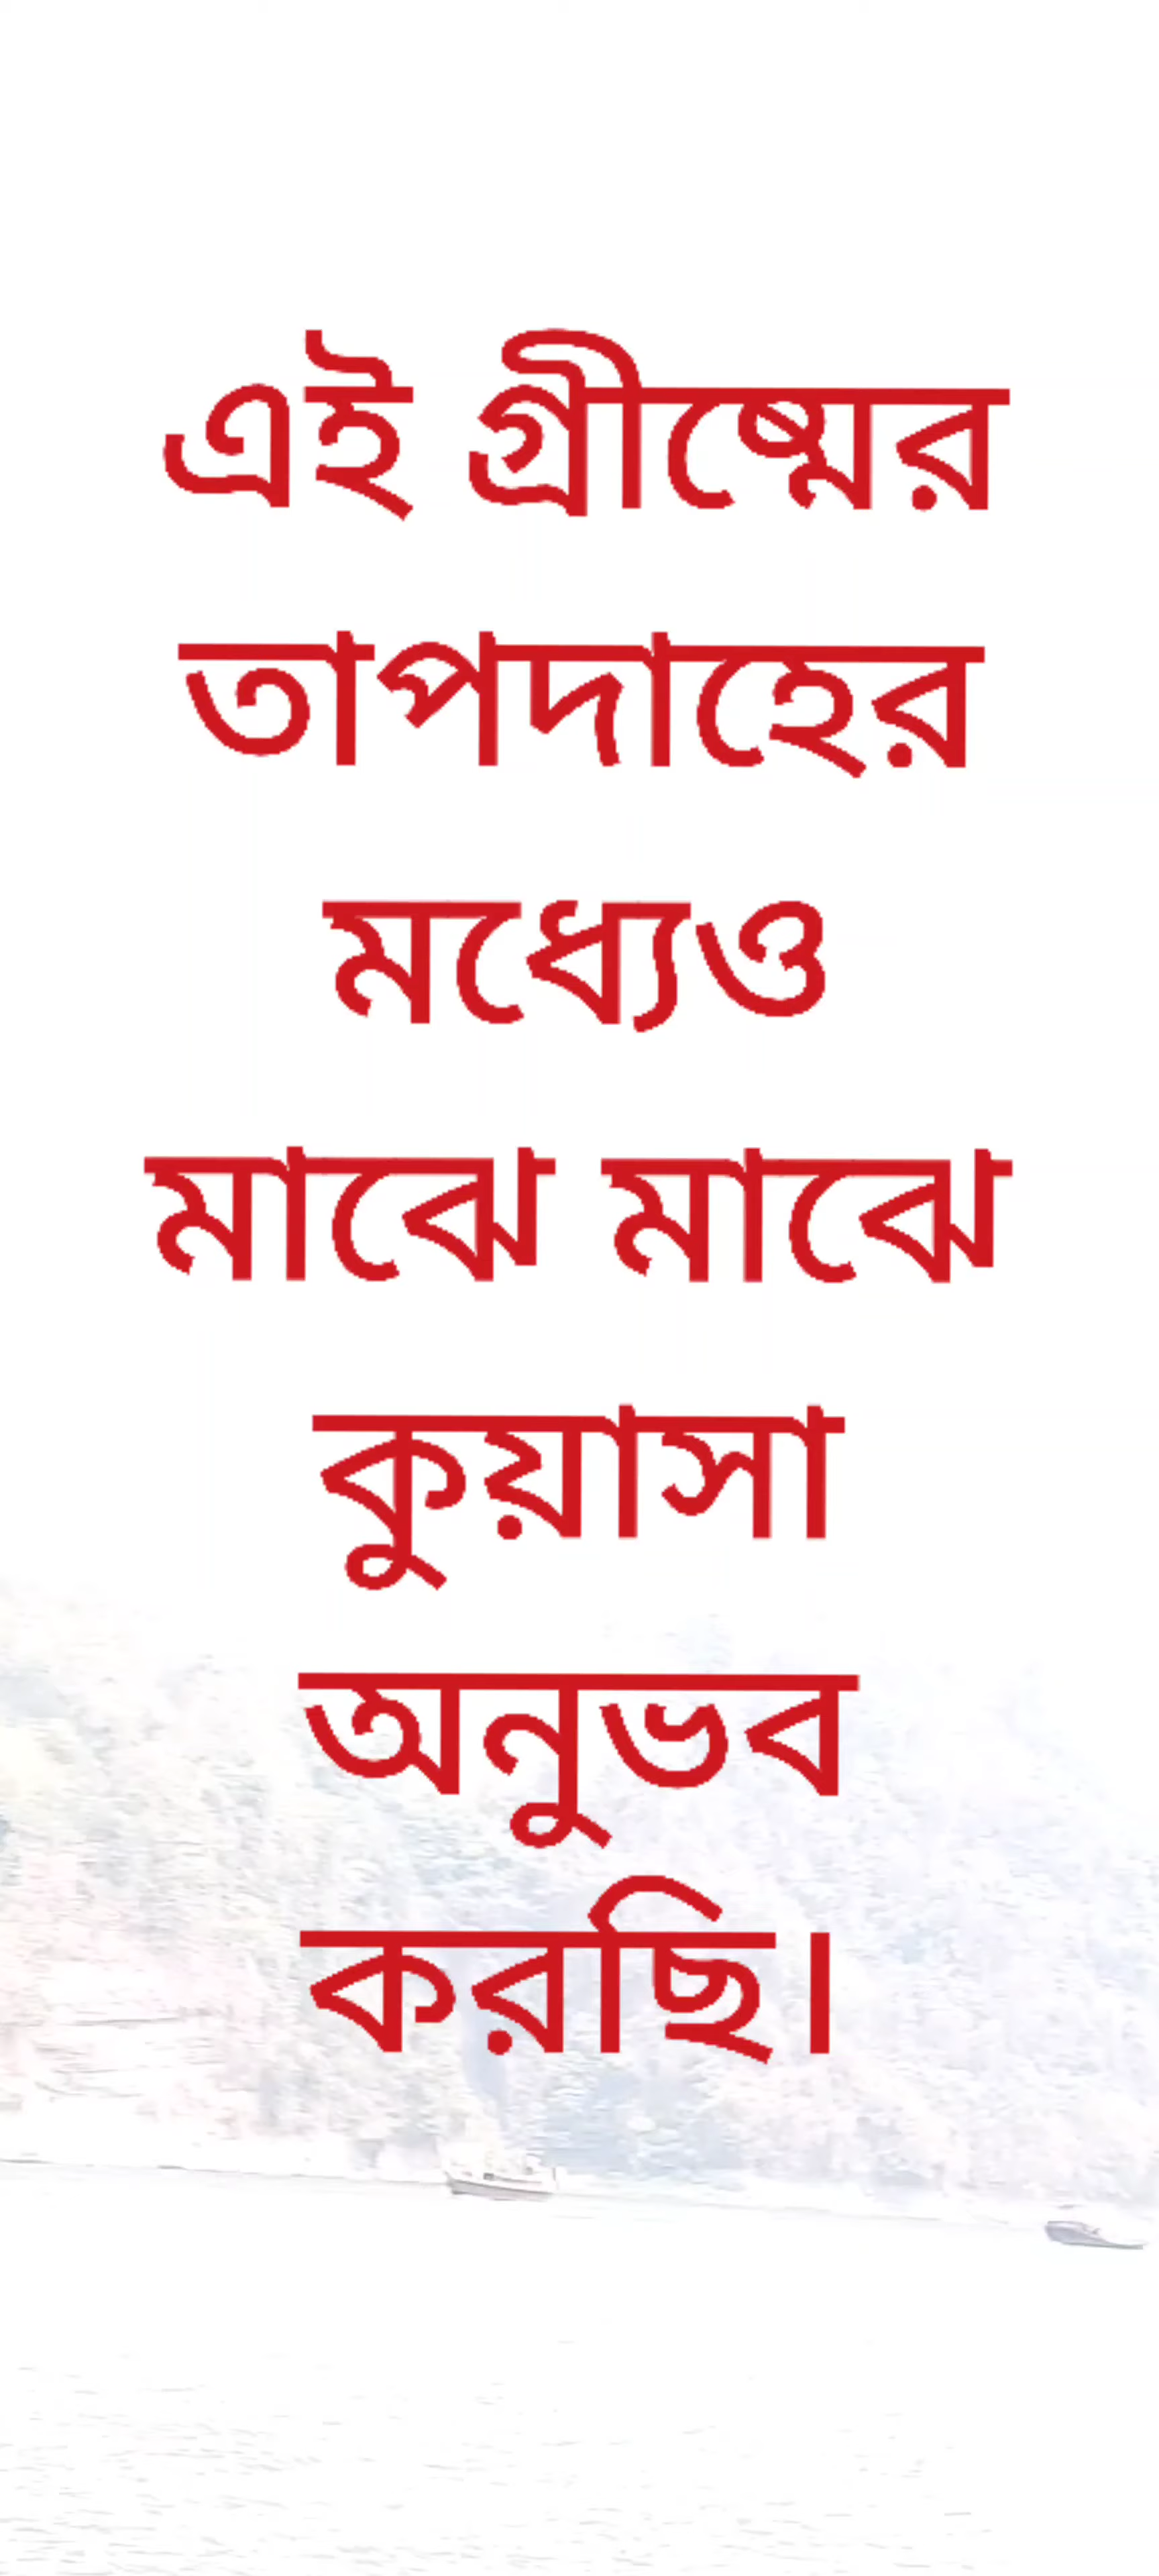 এই গ্রীষ্মের
তাপদাহের
মধ্যেও
মাঝে মাঝে
কুয়াসা
অনুভব
করছি।